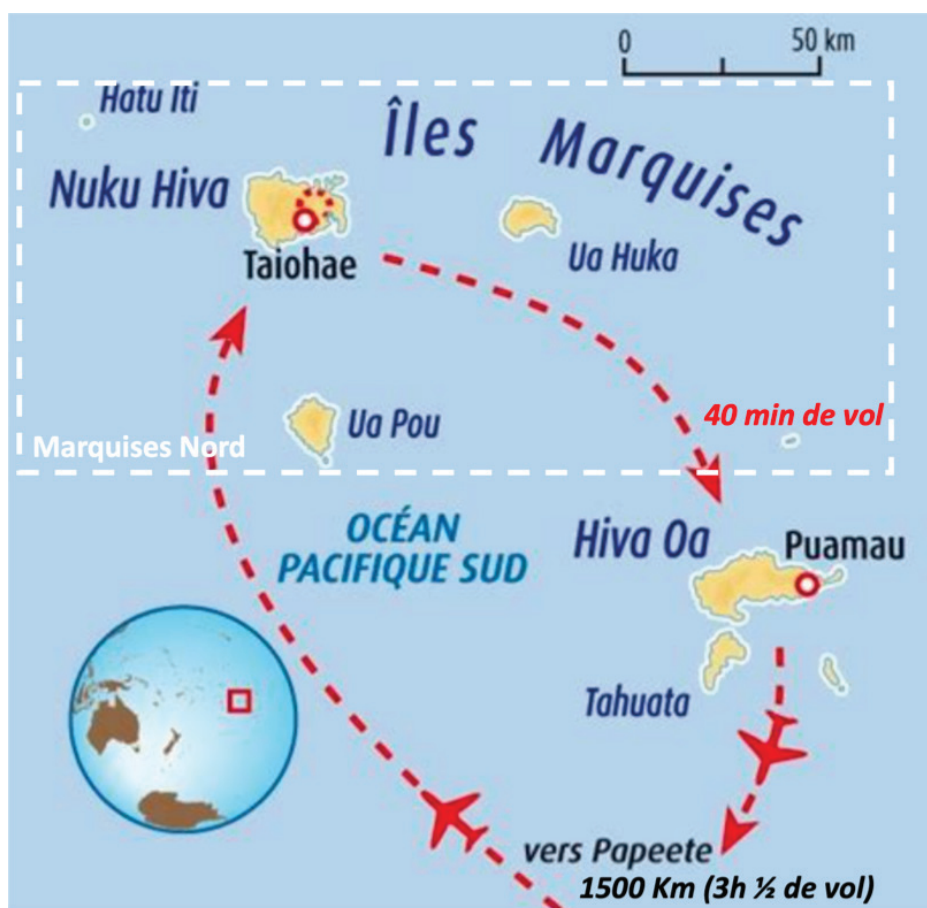 0 50 km
Hatu Iti
Îles Marquises
Nuku Hiva
Taiohae
Ua Huka
40 min de vol
Ua Pou
Marquises Nord
OCÉAN
PACIFIQUE SUD
Hiva Oa
Puamau
Tahuata
vers Papeete
1500 Km (3h ½ de vol)